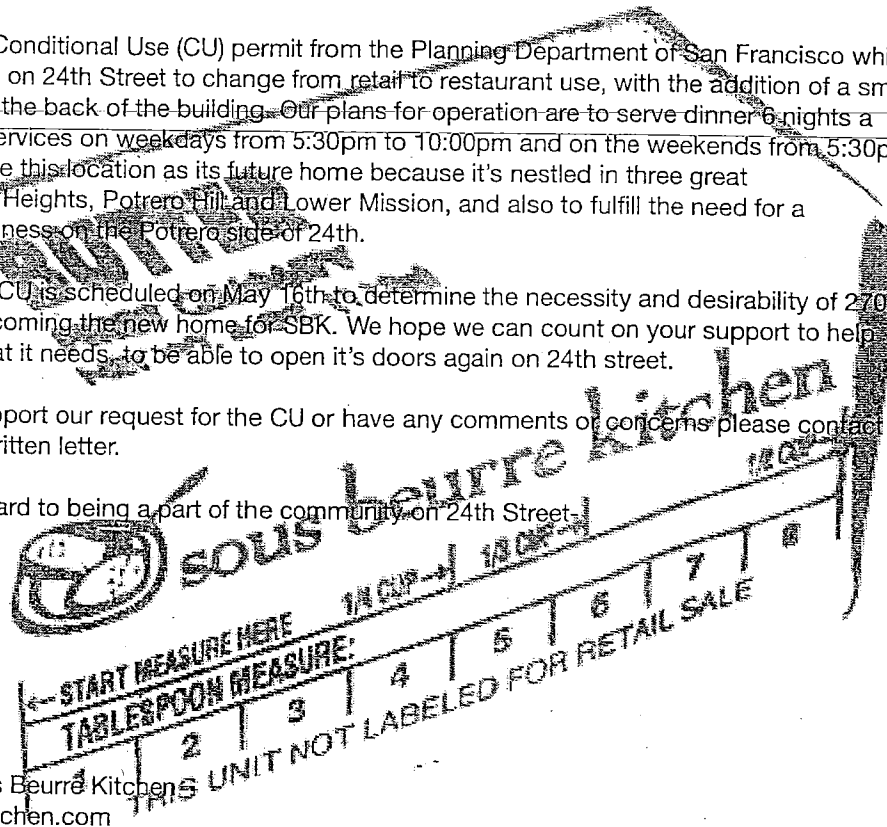 Conditional Use (CU) permit from the Planning Department of San Francisco whi
on 24th Street to change from retail to restaurant use, with the addition of a sm
the back of the building. Our plans for operation are to serve dinner 6 nights a
ervices on weekdays from 5:30pm to 10:00pm and on the weekends from 5:30p
e this location as its future home because it's nestled in three great
Heights, Potrero Hill and Lower Mission, and also to fulfill the need for a
ness on the Potrero side of 24th.
CU is scheduled on May 16th to determine the necessity and desirability of 270
coming the new home for SBK. We hope we can count on your support to help
at it needs, to be able to open it's doors again on 24th street.
pport our request for the CU or have any comments or concerns please contact
ritten letter.
ard to being a part of the community on 24th Street
sous beurre kitchen
1/4 CUP→ 1/3 CUP→ 1/2 CUP
←START MEASURE HERE
TABLESPOON MEASURE:
2 3 4 5 6 7 8
THIS UNIT NOT LABELED FOR RETAIL SALE
s Beurre Kitchen
chen.com